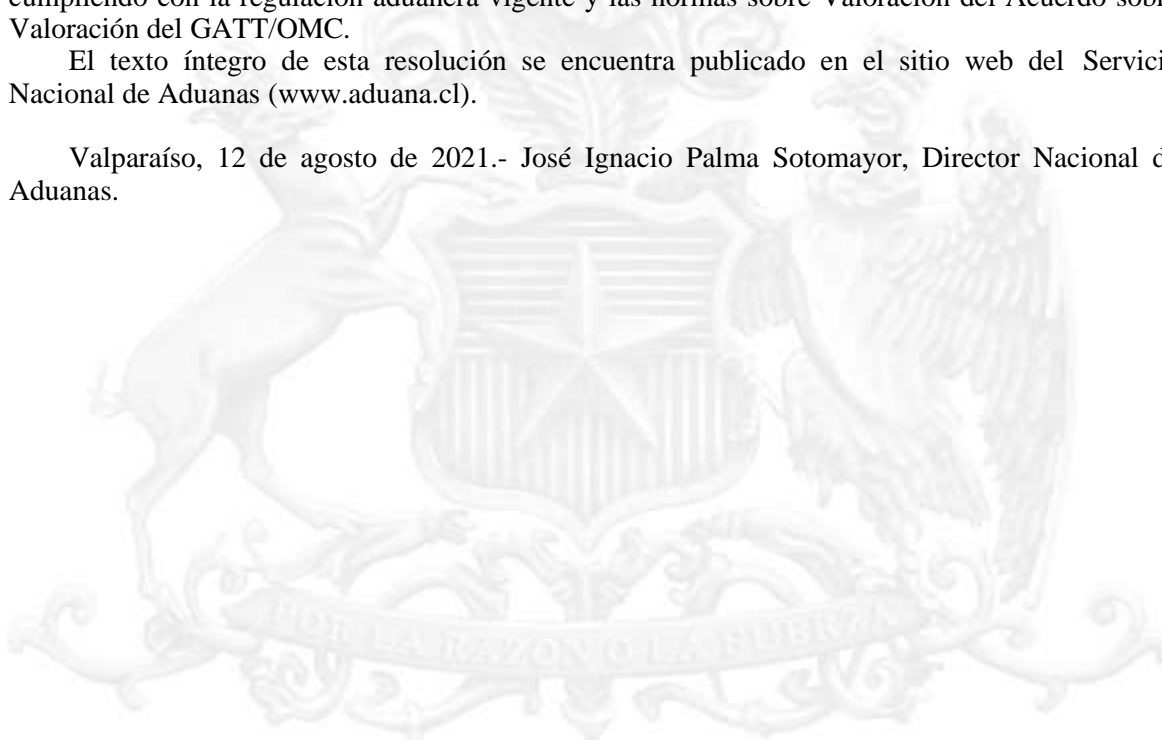 cumpliendo con la regulación aduanera vigente y las normas sobre Valoración del Acuerdo
Valoración del GATT/OMC.
El texto íntegro de esta resolución se encuentra publicado en el sitio web del
Nacional de Aduanas (www.aduana.cl).
Valparaíso, 12 de agosto de 2021.- José Ignacio Palma Sotomayor, Director Nacional
Aduanas.
POR LA RAZON O LA FUERZA